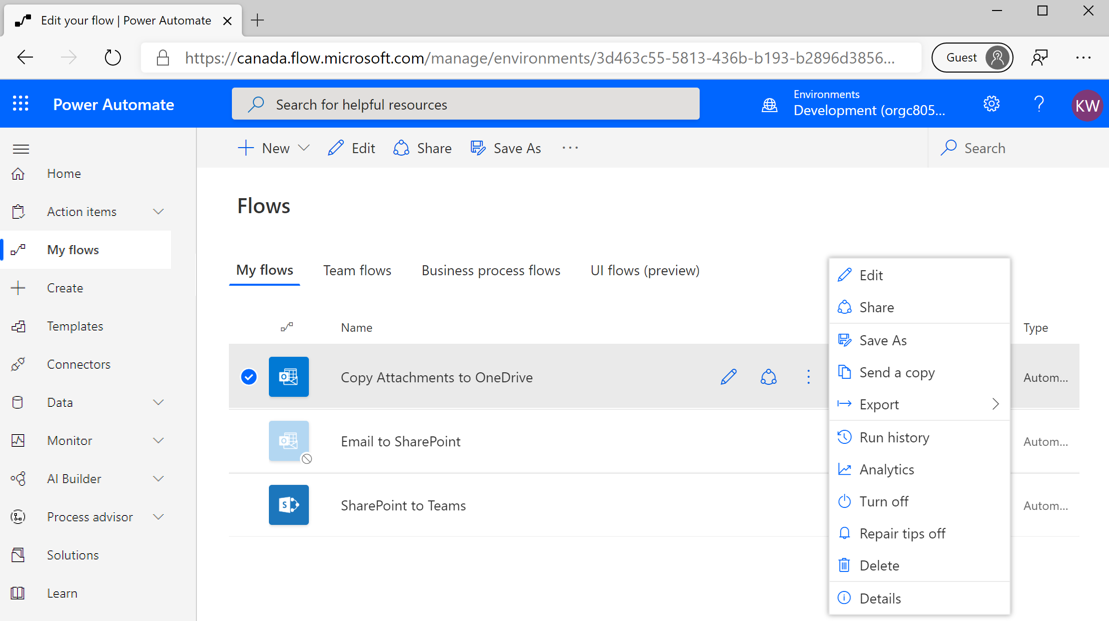 Edit your flow | Power Automate
https://canada.flow.microsoft.com/manage/environments/3d463c55-5813-436b-b193-b2896d3856...
Guest
Power Automate
Search for helpful resources
Environments
Development (orgc805...
?
KW
New
Edit
Share
Save As
...
Search
Home
Action items
My flows
Create
Templates
Connectors
Data
Monitor
AI Builder
Process advisor
Solutions
Learn
Flows
My flows
Team flows
Business process flows
UI flows (preview)
Name
Type
Copy Attachments to OneDrive
Autom...
Email to SharePoint
Autom...
SharePoint to Teams
Autom...
Edit
Share
Save As
Send a copy
Export
Run history
Analytics
Turn off
Repair tips off
Delete
Details